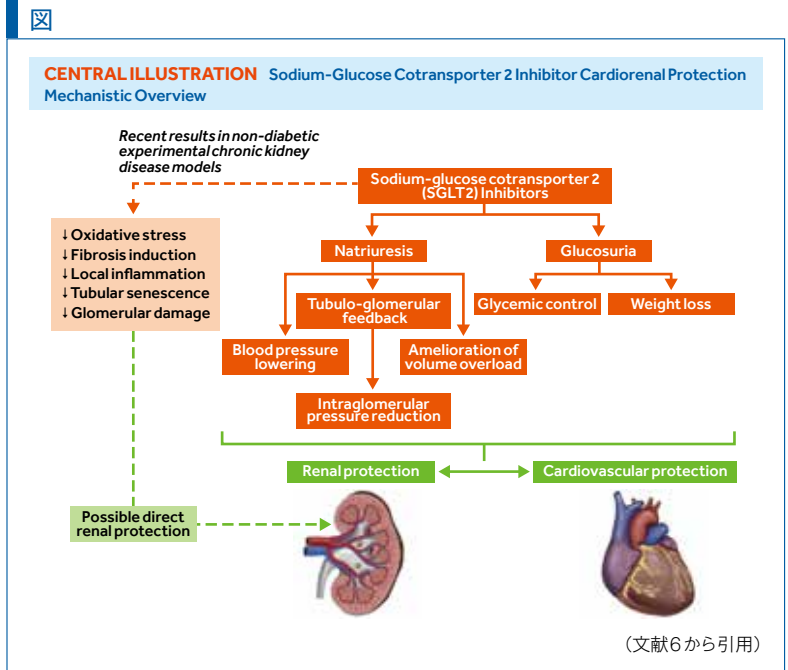 図
CENTRAL ILLUSTRATION Sodium-Glucose Cotransporter 2 Inhibitor Cardiorenal Protection
Mechanistic Overview
Recent results in non-diabetic
experimental chronic kidney
disease models
Sodium-glucose cotransporter 2
(SGLT2) Inhibitors
↓Oxidative stress
↓Fibrosis induction
↓Local inflammation
↓Tubular senescence
↓Glomerular damage
Natriuresis
Glucosuria
Tubulo-glomerular
feedback
Glycemic control
Weight loss
Blood pressure
lowering
Amelioration of
volume overload
Intraglomerular
pressure reduction
Renal protection
Cardiovascular protection
Possible direct
renal protection
（文献6から引用）